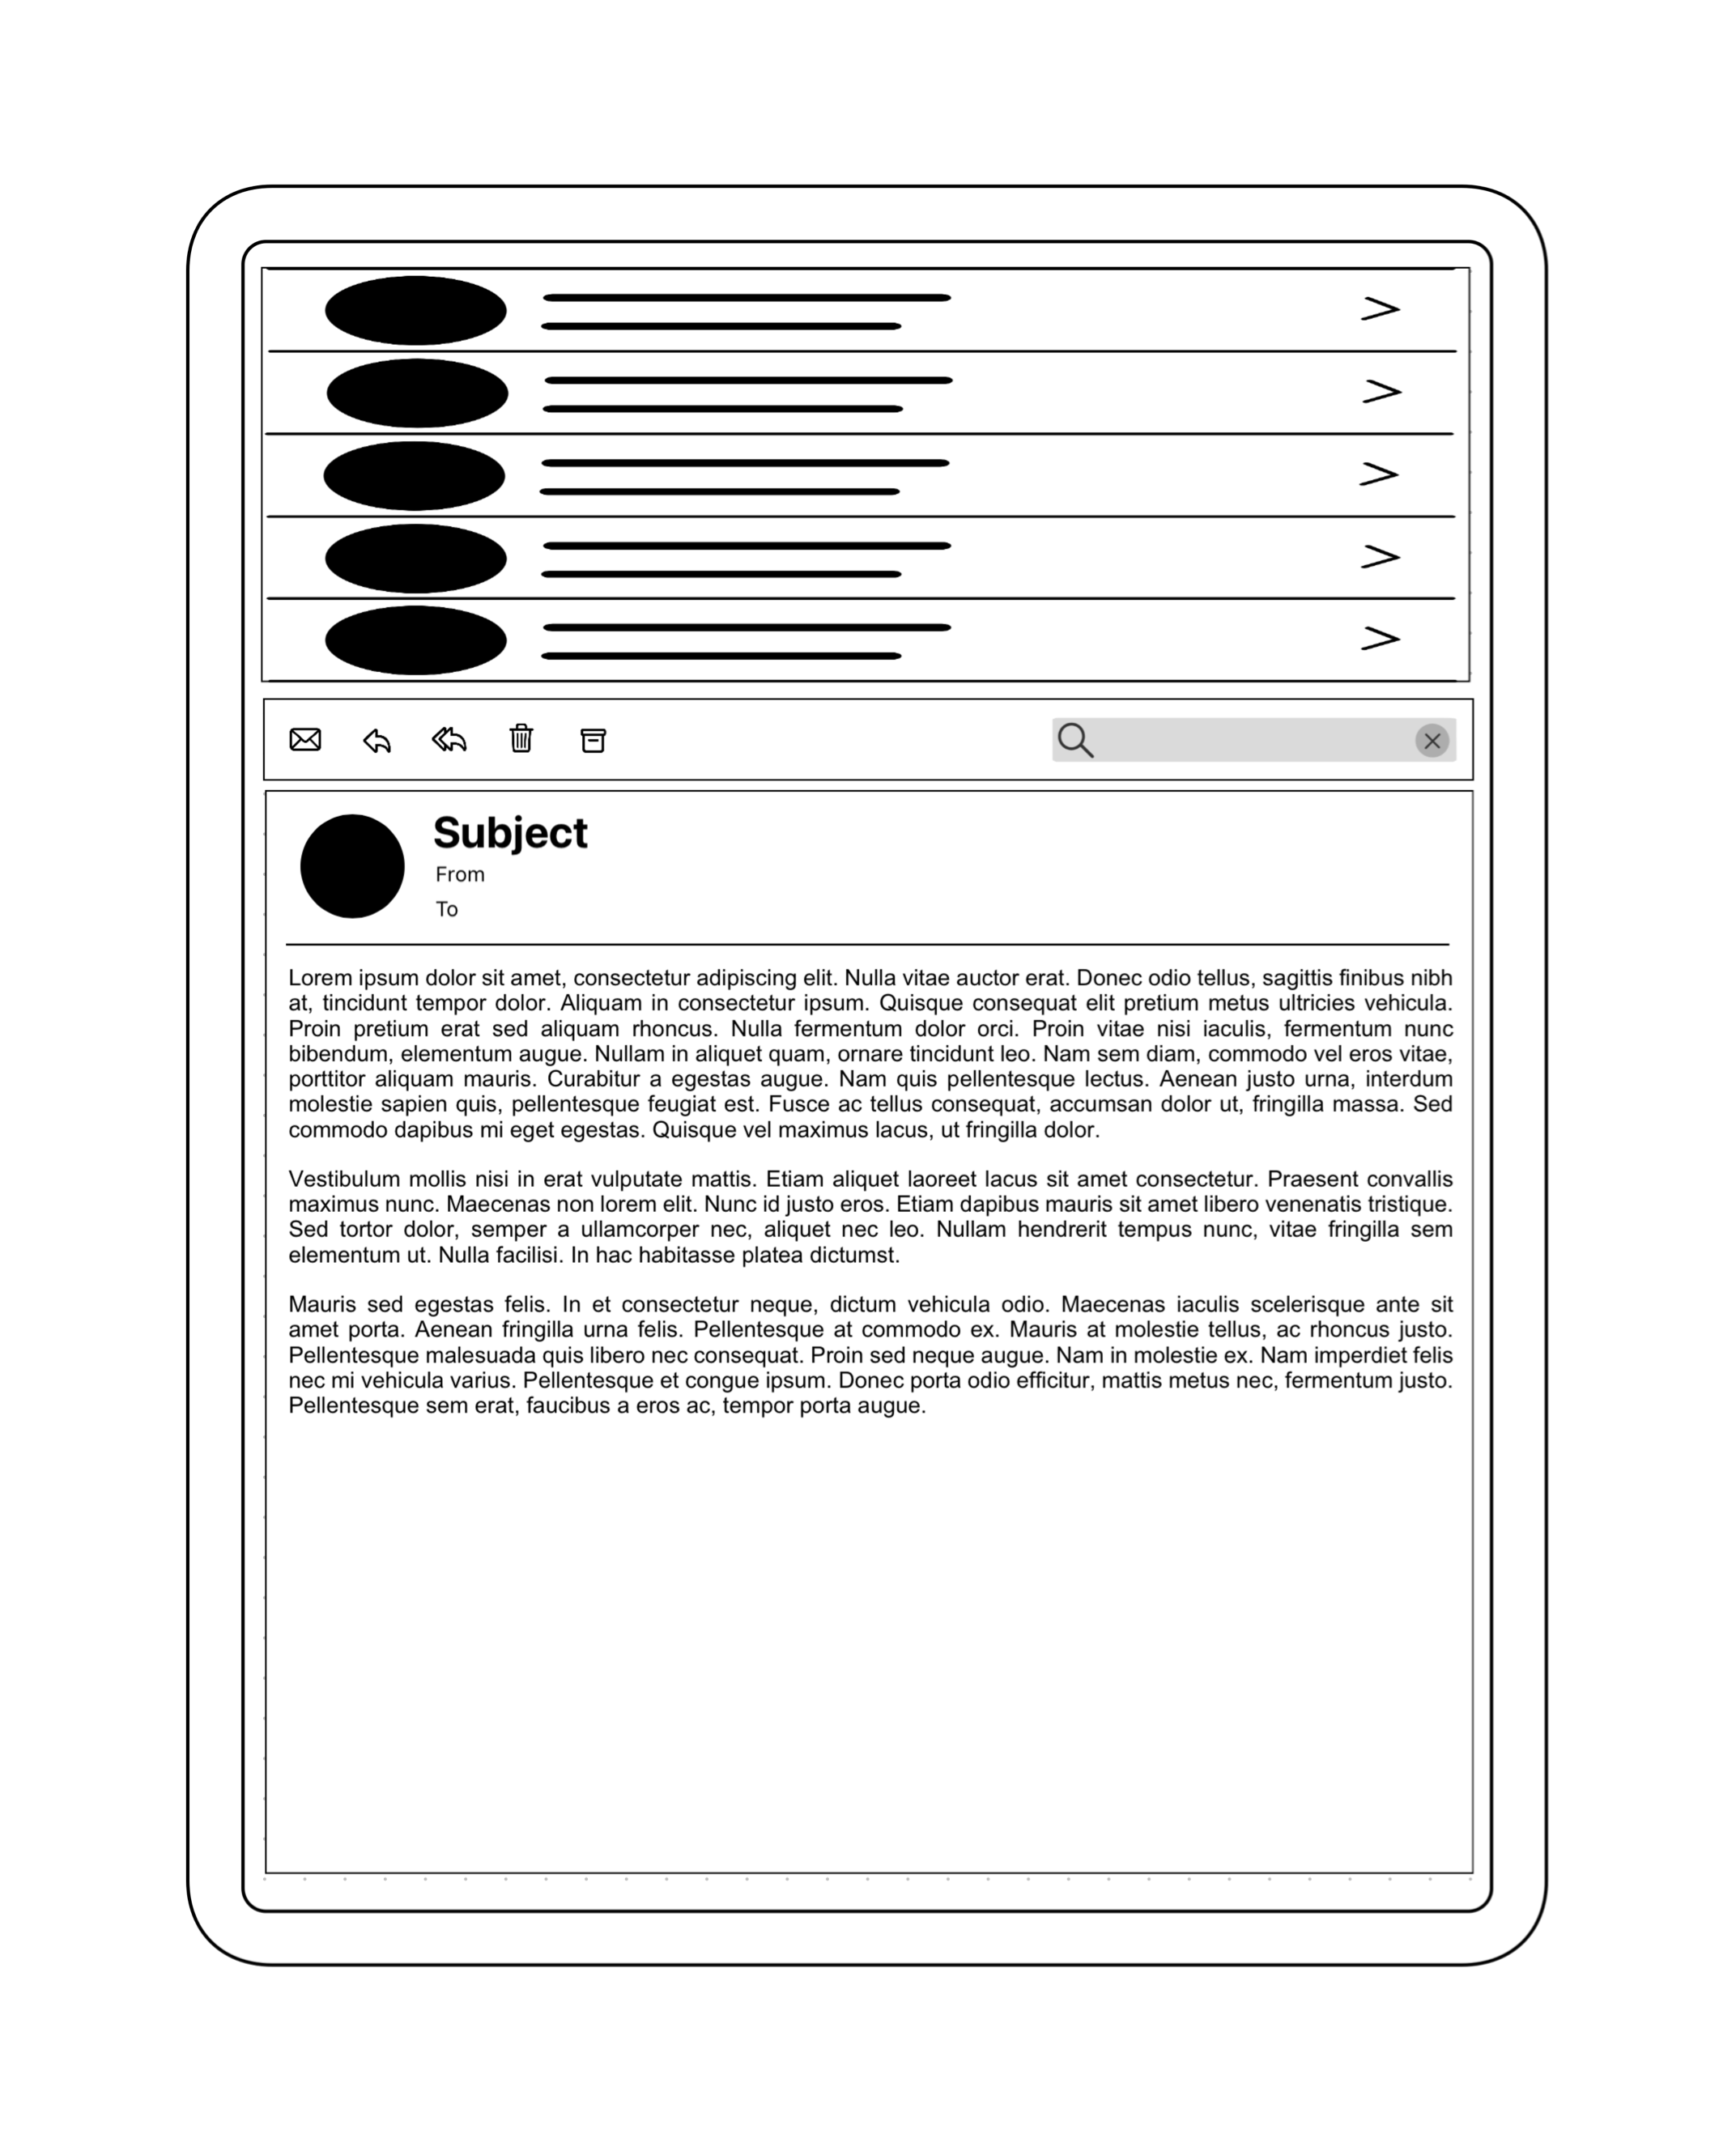 Subject
From
To
Lorem ipsum dolor sit amet, consectetur adipiscing elit. Nulla vitae auctor erat. Donec odio tellus, sagittis finibus nibh
at, tincidunt tempor dolor. Aliquam in consectetur ipsum. Quisque consequat elit pretium metus ultricies vehicula.
Proin pretium erat sed aliquam rhoncus. Nulla fermentum dolor orci. Proin vitae nisi iaculis, fermentum nunc
bibendum, elementum augue. Nullam in aliquet quam, ornare tincidunt leo. Nam sem diam, commodo vel eros vitae,
porttitor aliquam mauris. Curabitur a egestas augue. Nam quis pellentesque lectus. Aenean justo urna, interdum
molestie sapien quis, pellentesque feugiat est. Fusce ac tellus consequat, accumsan dolor ut, fringilla massa. Sed
commodo dapibus mi eget egestas. Quisque vel maximus lacus, ut fringilla dolor.
Vestibulum mollis nisi in erat vulputate mattis. Etiam aliquet laoreet lacus sit amet consectetur. Praesent convallis
maximus nunc. Maecenas non lorem elit. Nunc id justo eros. Etiam dapibus mauris sit amet libero venenatis tristique.
Sed tortor dolor, semper a ullamcorper nec, aliquet nec leo. Nullam hendrerit tempus nunc, vitae fringilla sem
elementum ut. Nulla facilisi. In hac habitasse platea dictumst.
Mauris sed egestas felis. In et consectetur neque, dictum vehicula odio. Maecenas iaculis scelerisque ante sit
amet porta. Aenean fringilla urna felis. Pellentesque at commodo ex. Mauris at molestie tellus, ac rhoncus justo.
Pellentesque malesuada quis libero nec consequat. Proin sed neque augue. Nam in molestie ex. Nam imperdiet felis
nec mi vehicula varius. Pellentesque et congue ipsum. Donec porta odio efficitur, mattis metus nec, fermentum justo.
Pellentesque sem erat, faucibus a eros ac, tempor porta augue.